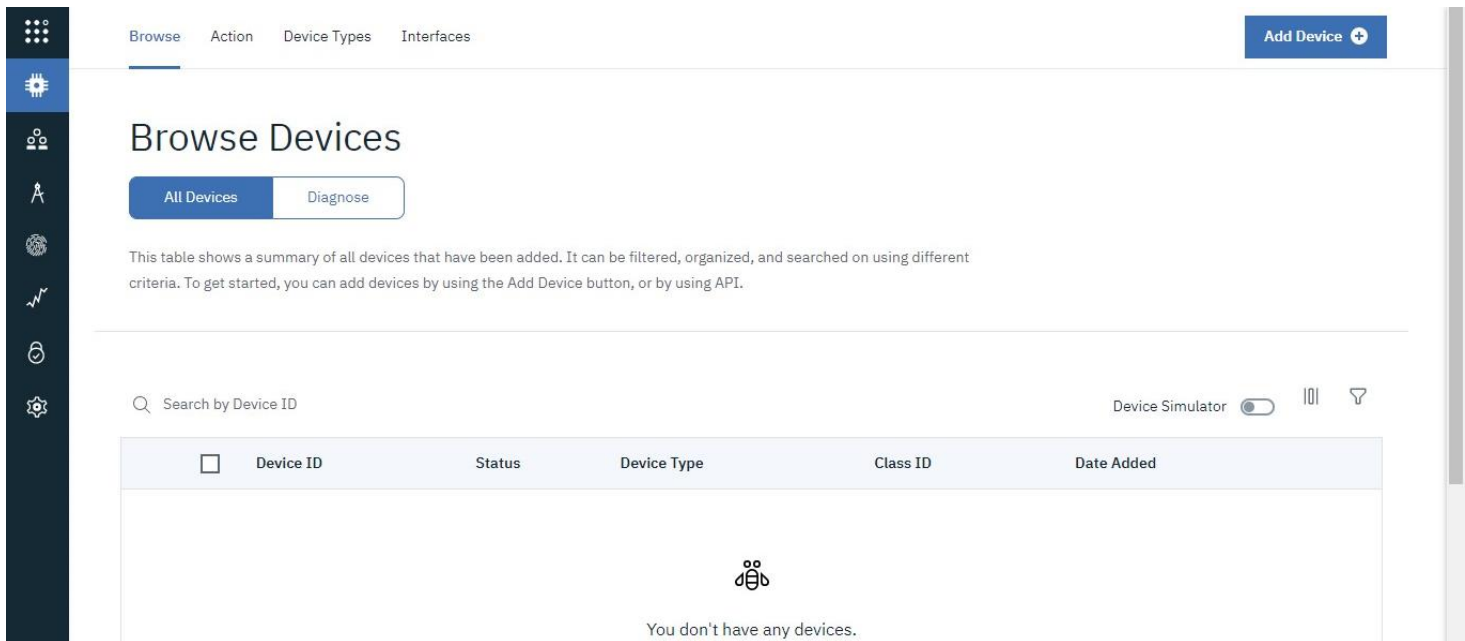 Browse Action Device Types Interfaces
Add Device
Browse Devices
All Devices Diagnose
This table shows a summary of all devices that have been added. It can be filtered, organized, and searched on using different
criteria. To get started, you can add devices by using the Add Device button, or by using API.
Search by Device ID
Device Simulator
Device ID Status Device Type Class ID Date Added
You don't have any devices.